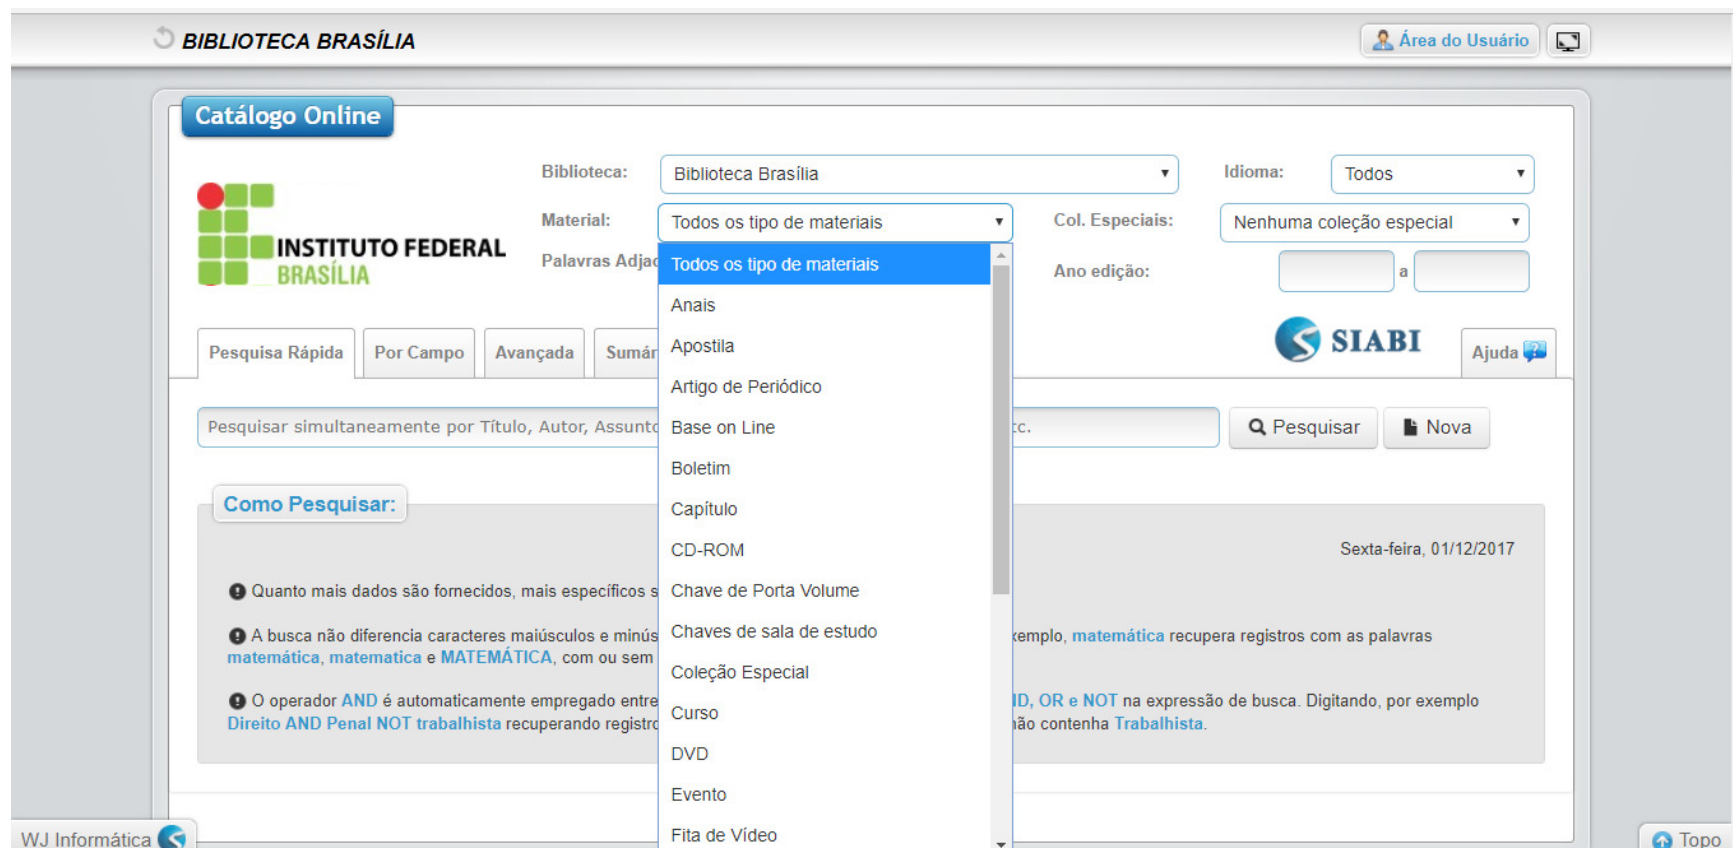 BIBLIOTECA BRASÍLIA
Área do Usuário
Catálogo Online
Biblioteca: Biblioteca Brasília Idioma: Todos
Material: Todos os tipo de materiais Col. Especiais: Nenhuma coleção especial
INSTITUTO FEDERAL
BRASÍLIA
Palavras Adjac
Ano edição: a
Todos os tipo de materiais
Anais
Apostila
Artigo de Periódico
Base on Line
Boletim
Capítulo
CD-ROM
Chave de Porta Volume
Chaves de sala de estudo
Coleção Especial
Curso
DVD
Evento
Fita de Vídeo
Pesquisa Rápida Por Campo Avançada Sumár
SIABI
Ajuda
Pesquisar simultaneamente por Título, Autor, Assunto
tc.
Pesquisar Nova
Como Pesquisar:
Sexta-feira, 01/12/2017
Quanto mais dados são fornecidos, mais específicos s
A busca não diferencia caracteres maiúsculos e minús xemplo, matemática recupera registros com as palavras
matemática, matematica e MATEMÁTICA, com ou sem
O operador AND é automaticamente empregado entre ND, OR e NOT na expressão de busca. Digitando, por exemplo
Direito AND Penal NOT trabalhista recuperando registro não contenha Trabalhista.
WJ Informática
Topo